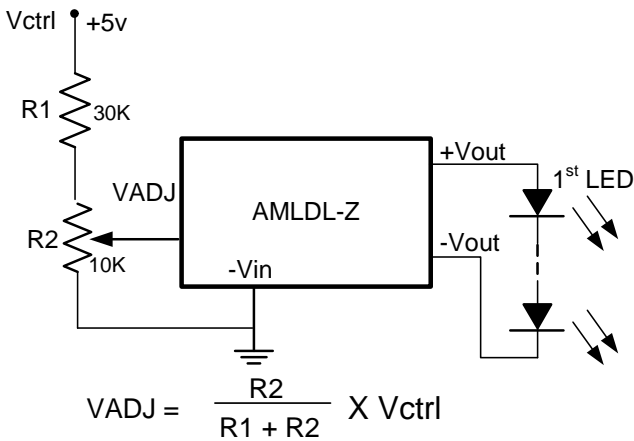 Vctrl +5v
R1 30K
VADJ
R2 10K
AMLDL-Z
-Vin
+Vout
-Vout
1st LED
VADJ = R2 / R1 + R2 X Vctrl